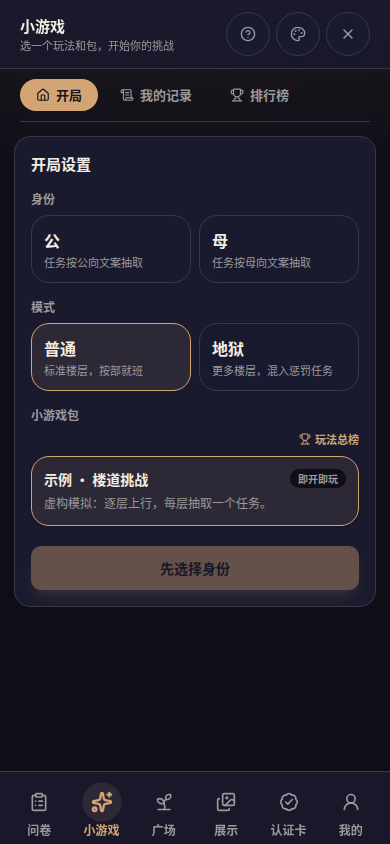 小游戏
选一个玩法和包，开始你的挑战
开局
我的记录
排行榜
开局设置
身份
公
任务按公向文案抽取
母
任务按母向文案抽取
模式
普通
标准楼层，按部就班
地狱
更多楼层，混入惩罚任务
小游戏包
玩法总榜
示例 · 楼道挑战
即开即玩
虚构模拟：逐层上行，每层抽取一个任务。
先选择身份
问卷
小游戏
广场
展示
认证卡
我的